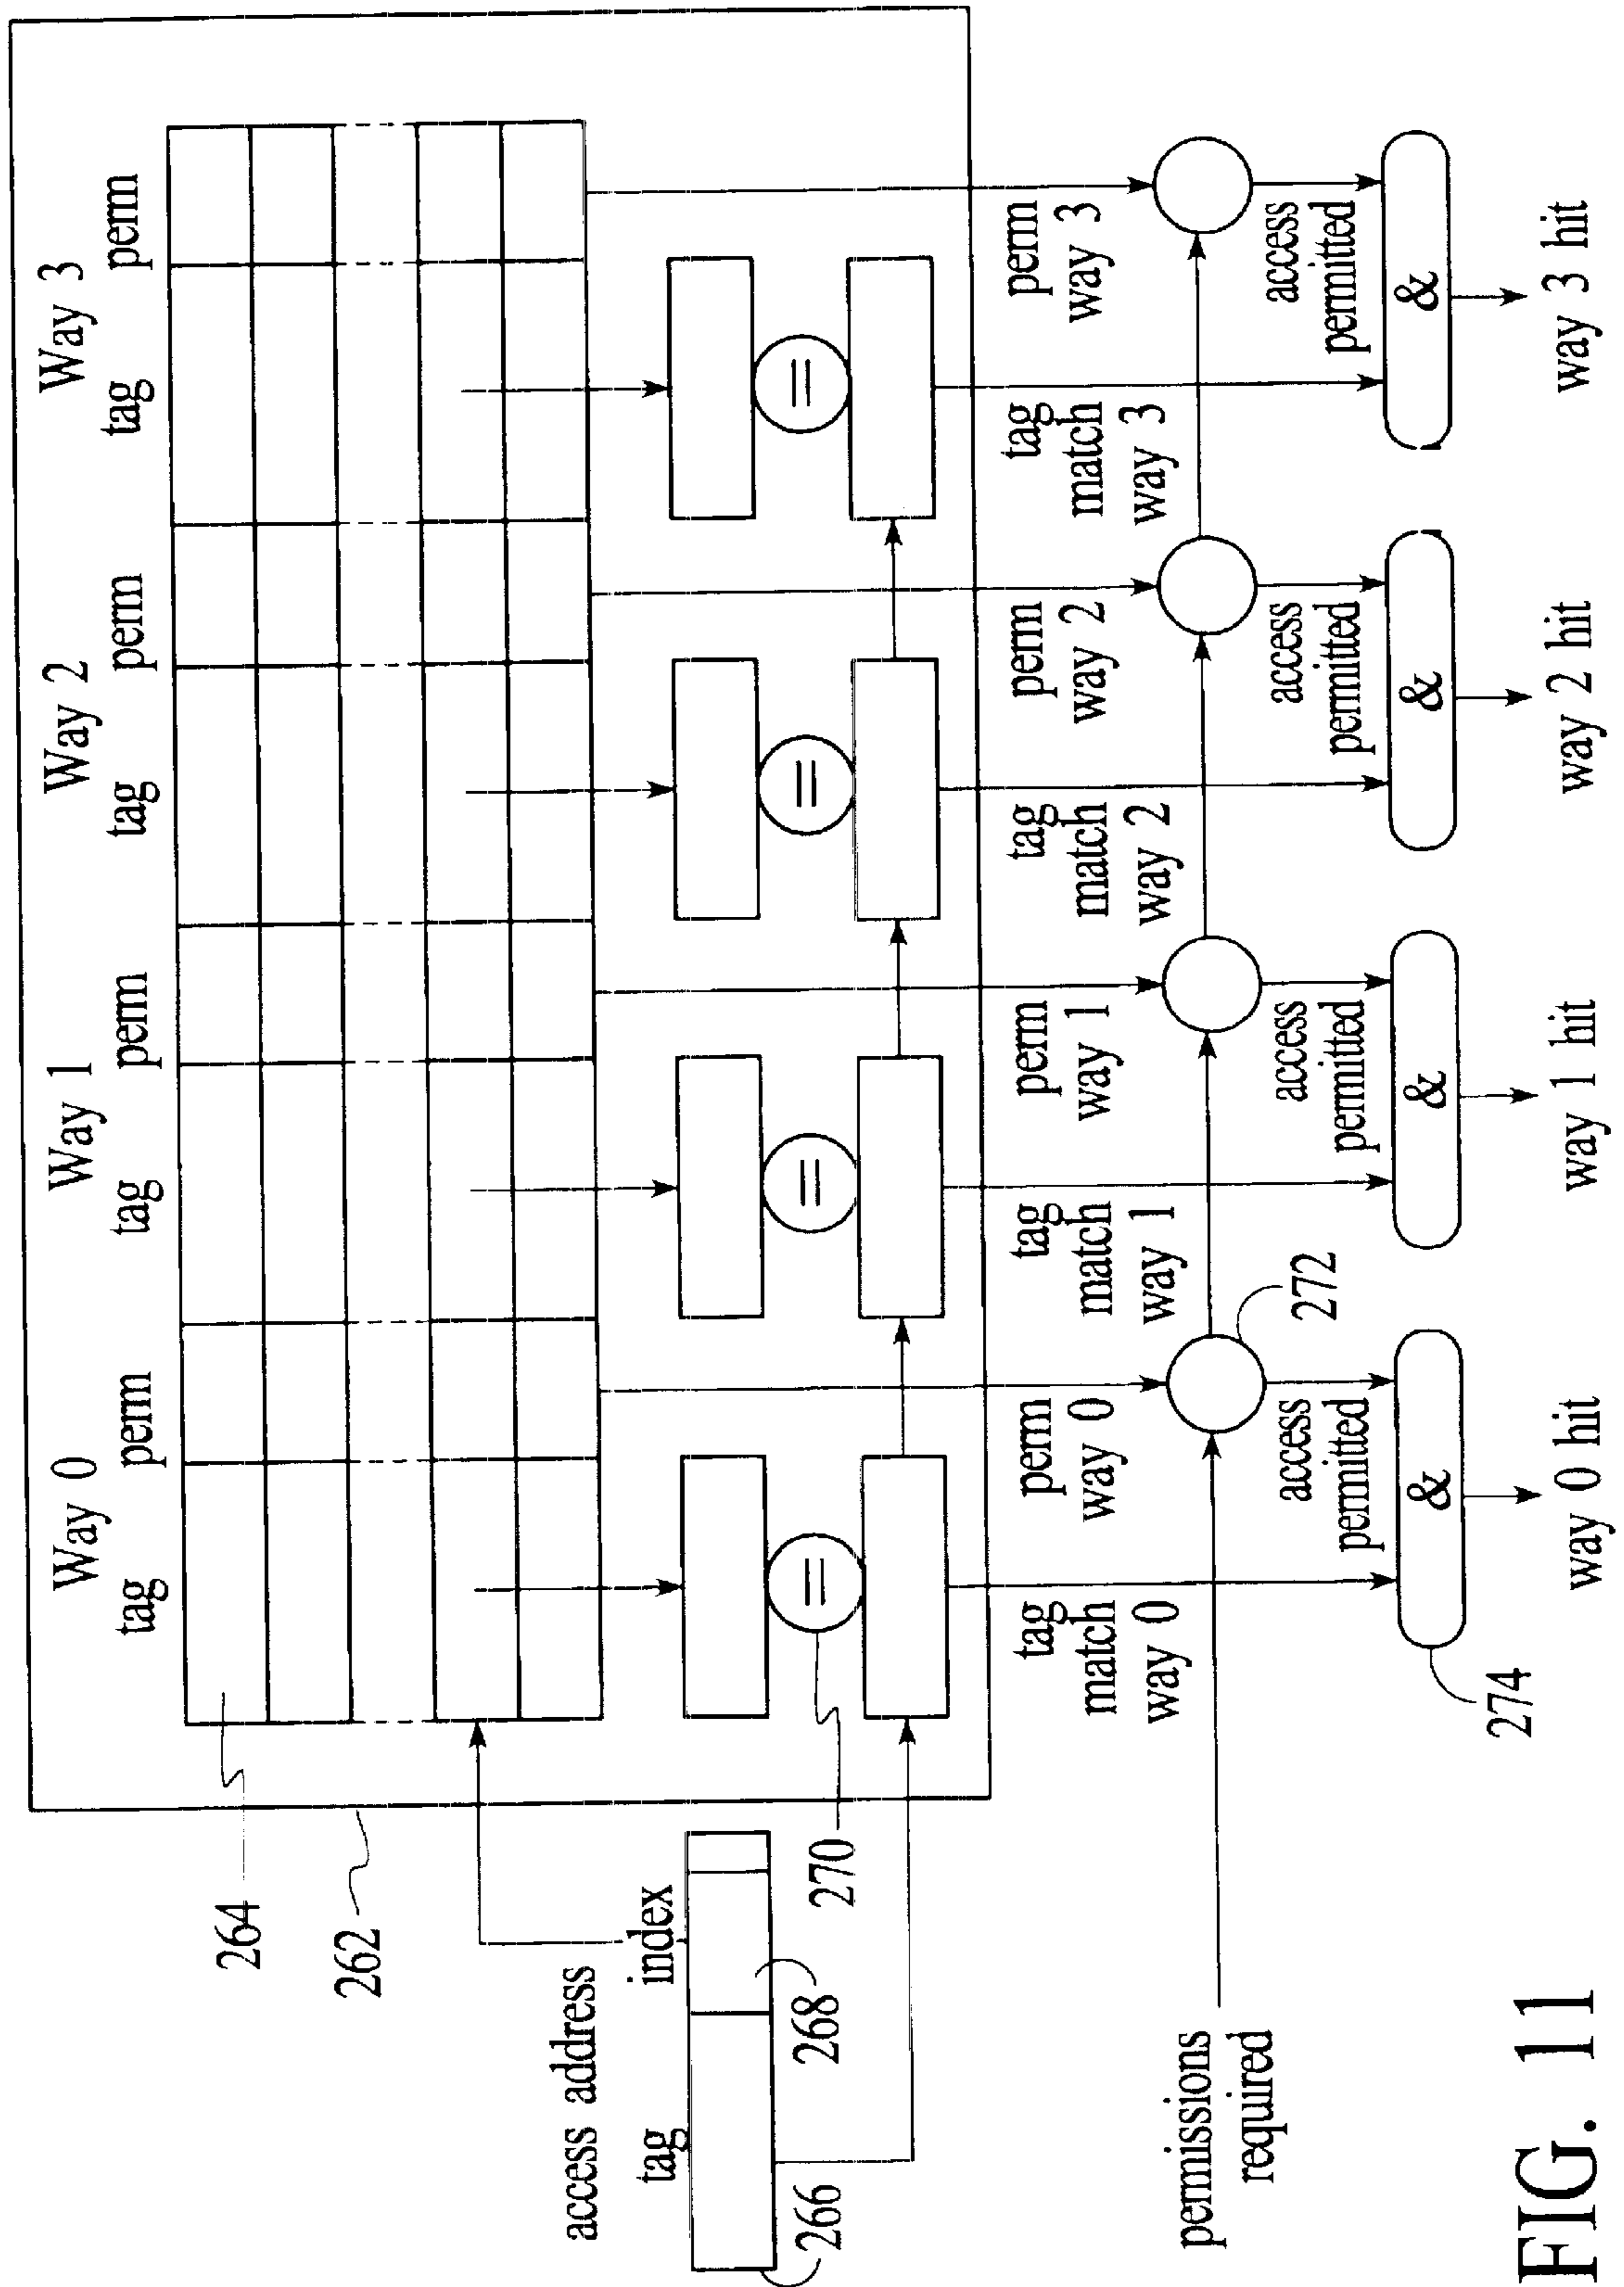 Way 0
Way 1
Way 2
Way 3
tag
perm
tag
perm
tag
perm
tag
perm
264
262
access address
tag
index
266
268
270
tag
match
way 0
perm
way 0
tag
match
way 1
perm
way 1
tag
match
way 2
perm
way 2
tag
match
way 3
perm
way 3
=
=
=
=
permissions
required
272
access
permitted
access
permitted
access
permitted
access
permitted
&
&
&
&
274
way 0 hit
way 1 hit
way 2 hit
way 3 hit
FIG. 11